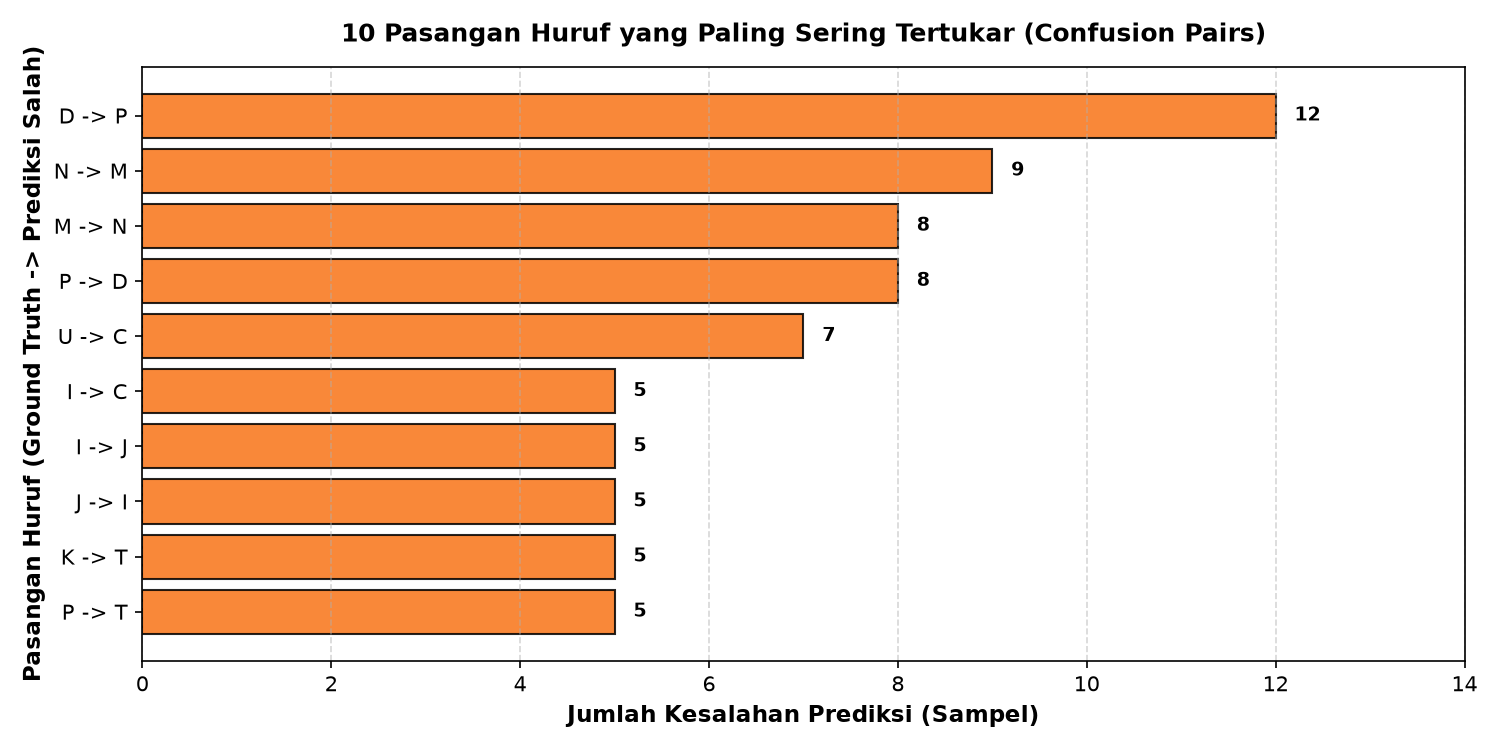 10 Pasangan Huruf yang Paling Sering Tertukar (Confusion Pairs)
Pasangan Huruf (Ground Truth -> Prediksi Salah)
D -> P 12
N -> M 9
M -> N 8
P -> D 8
U -> C 7
I -> C 5
I -> J 5
J -> I 5
K -> T 5
P -> T 5
0 2 4 6 8 10 12 14
Jumlah Kesalahan Prediksi (Sampel)